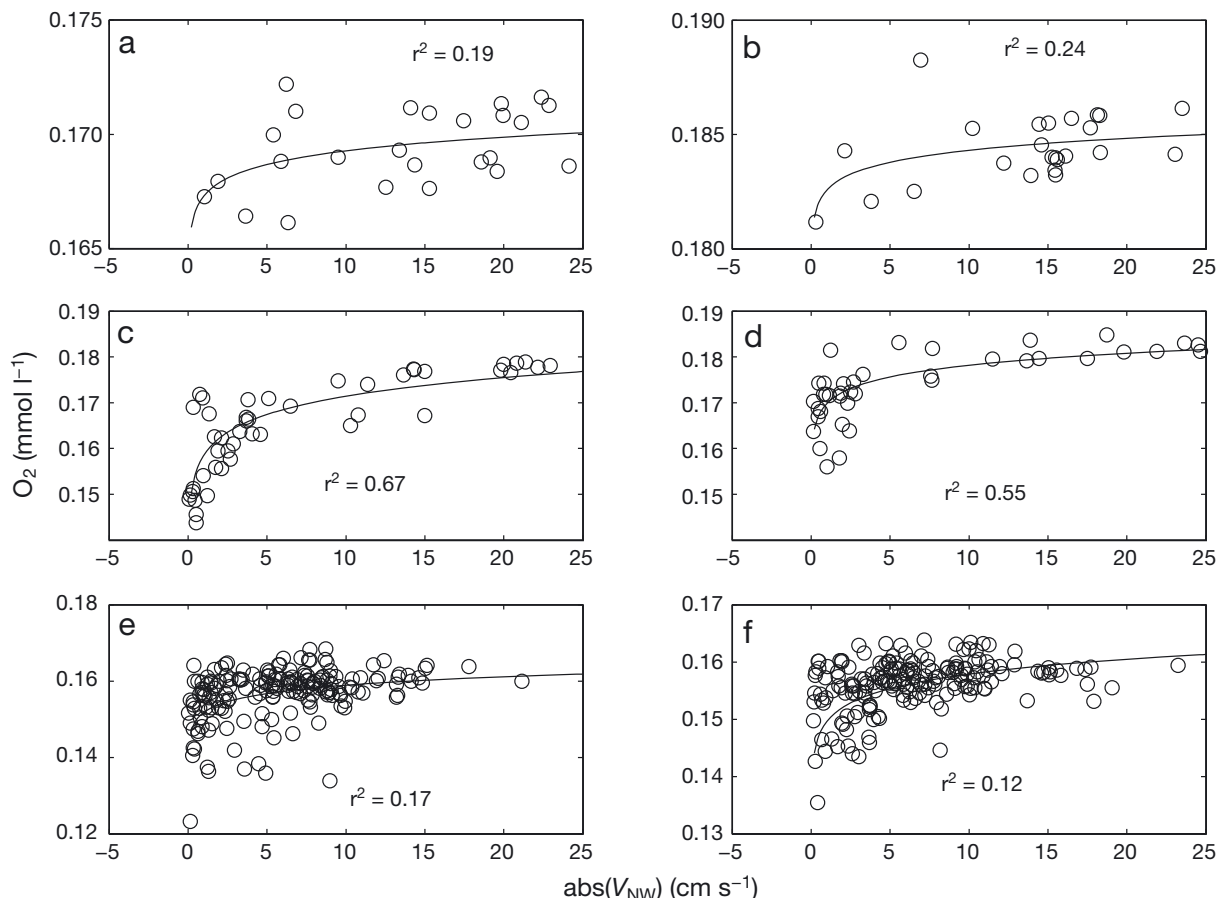 a
r² = 0.19
0.175
0.170
0.165
–5 0 5 10 15 20 25
b
r² = 0.24
0.190
0.185
0.180
–5 0 5 10 15 20 25
c
r² = 0.67
0.19
0.18
0.17
0.16
0.15
–5 0 5 10 15 20 25
d
r² = 0.55
0.19
0.18
0.17
0.16
0.15
–5 0 5 10 15 20 25
O₂ (mmol l⁻¹)
e
r² = 0.17
0.18
0.16
0.14
0.12
–5 0 5 10 15 20 25
f
r² = 0.12
0.17
0.16
0.15
0.14
0.13
–5 0 5 10 15 20 25
abs(V_NW) (cm s⁻¹)